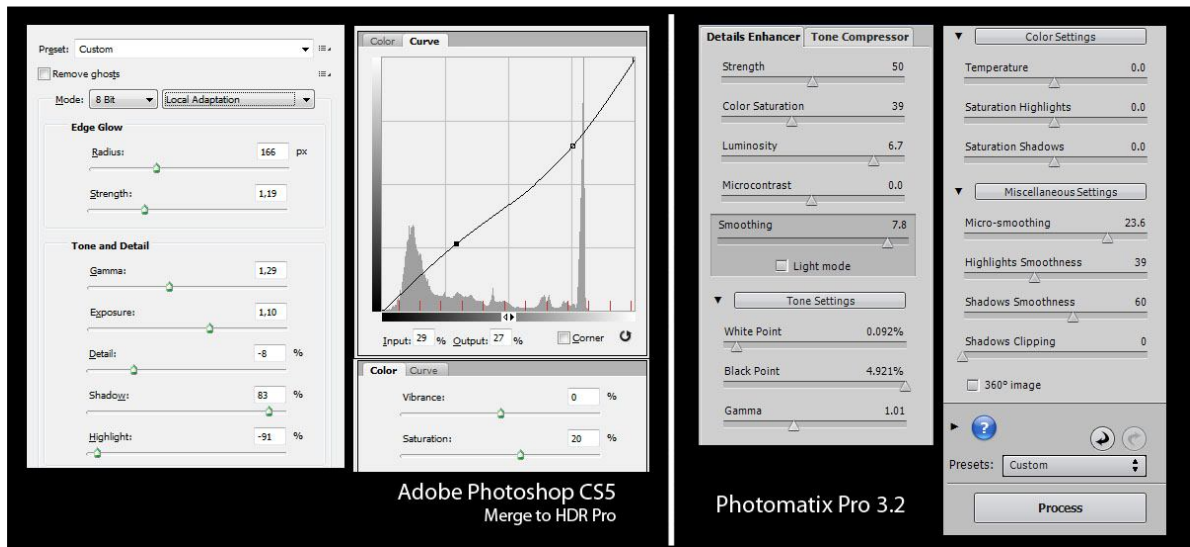 Preset: Custom
Remove ghosts
Mode: 8 Bit Local Adaptation
Edge Glow
Radius: 166 px
Strength: 1,19
Tone and Detail
Gamma: 1,29
Exposure: 1,10
Detail: -8 %
Shadow: 83 %
Highlight: -91 %
Color Curve
Input: 29 % Output: 27 % Corner
Color Curve
Vibrance: 0 %
Saturation: 20 %
Adobe Photoshop CS5
Merge to HDR Pro
Details Enhancer Tone Compressor
Strength 50
Color Saturation 39
Luminosity 6.7
Microcontrast 0.0
Smoothing 7.8
Light mode
Tone Settings
White Point 0.092%
Black Point 4.921%
Gamma 1.01
Photomatix Pro 3.2
Color Settings
Temperature 0.0
Saturation Highlights 0.0
Saturation Shadows 0.0
Miscellaneous Settings
Micro-smoothing 23.6
Highlights Smoothness 39
Shadows Smoothness 60
Shadows Clipping 0
360º image
?
Presets: Custom
Process